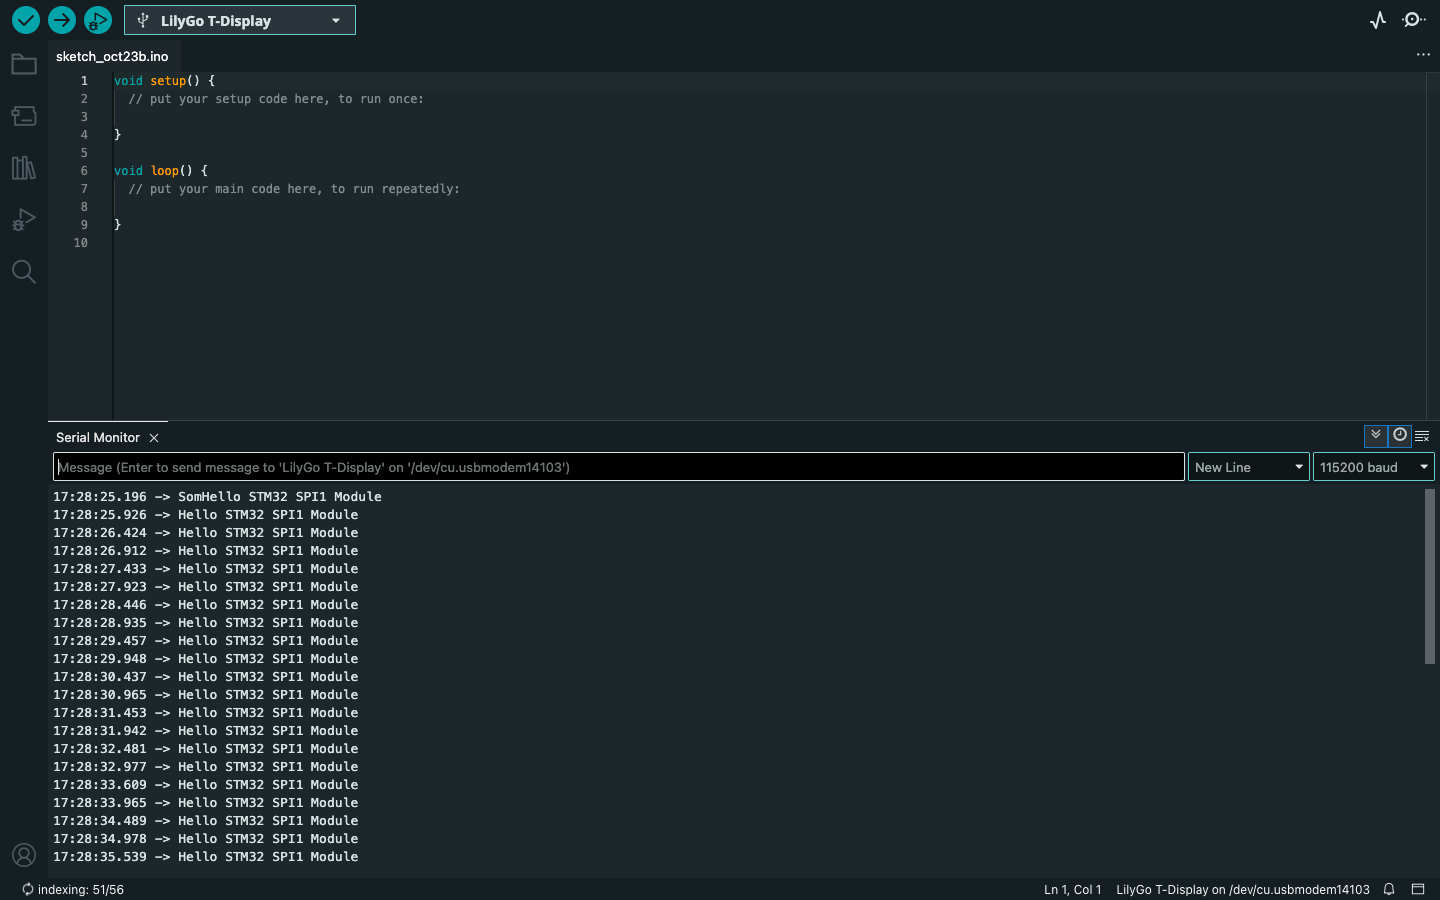 LilyGo T-Display
sketch_oct23b.ino
1 void setup() {
2 // put your setup code here, to run once:
3
4 }
5
6 void loop() {
7 // put your main code here, to run repeatedly:
8
9 }
10
Serial Monitor
Message (Enter to send message to 'LilyGo T-Display' on '/dev/cu.usbmodem14103')
New Line
115200 baud
17:28:25.196 -> SomHello STM32 SPI1 Module
17:28:25.926 -> Hello STM32 SPI1 Module
17:28:26.424 -> Hello STM32 SPI1 Module
17:28:26.912 -> Hello STM32 SPI1 Module
17:28:27.433 -> Hello STM32 SPI1 Module
17:28:27.923 -> Hello STM32 SPI1 Module
17:28:28.446 -> Hello STM32 SPI1 Module
17:28:28.935 -> Hello STM32 SPI1 Module
17:28:29.457 -> Hello STM32 SPI1 Module
17:28:29.948 -> Hello STM32 SPI1 Module
17:28:30.437 -> Hello STM32 SPI1 Module
17:28:30.965 -> Hello STM32 SPI1 Module
17:28:31.453 -> Hello STM32 SPI1 Module
17:28:31.942 -> Hello STM32 SPI1 Module
17:28:32.481 -> Hello STM32 SPI1 Module
17:28:32.977 -> Hello STM32 SPI1 Module
17:28:33.609 -> Hello STM32 SPI1 Module
17:28:33.965 -> Hello STM32 SPI1 Module
17:28:34.489 -> Hello STM32 SPI1 Module
17:28:34.978 -> Hello STM32 SPI1 Module
17:28:35.539 -> Hello STM32 SPI1 Module
indexing: 51/56
Ln 1, Col 1
LilyGo T-Display on /dev/cu.usbmodem14103